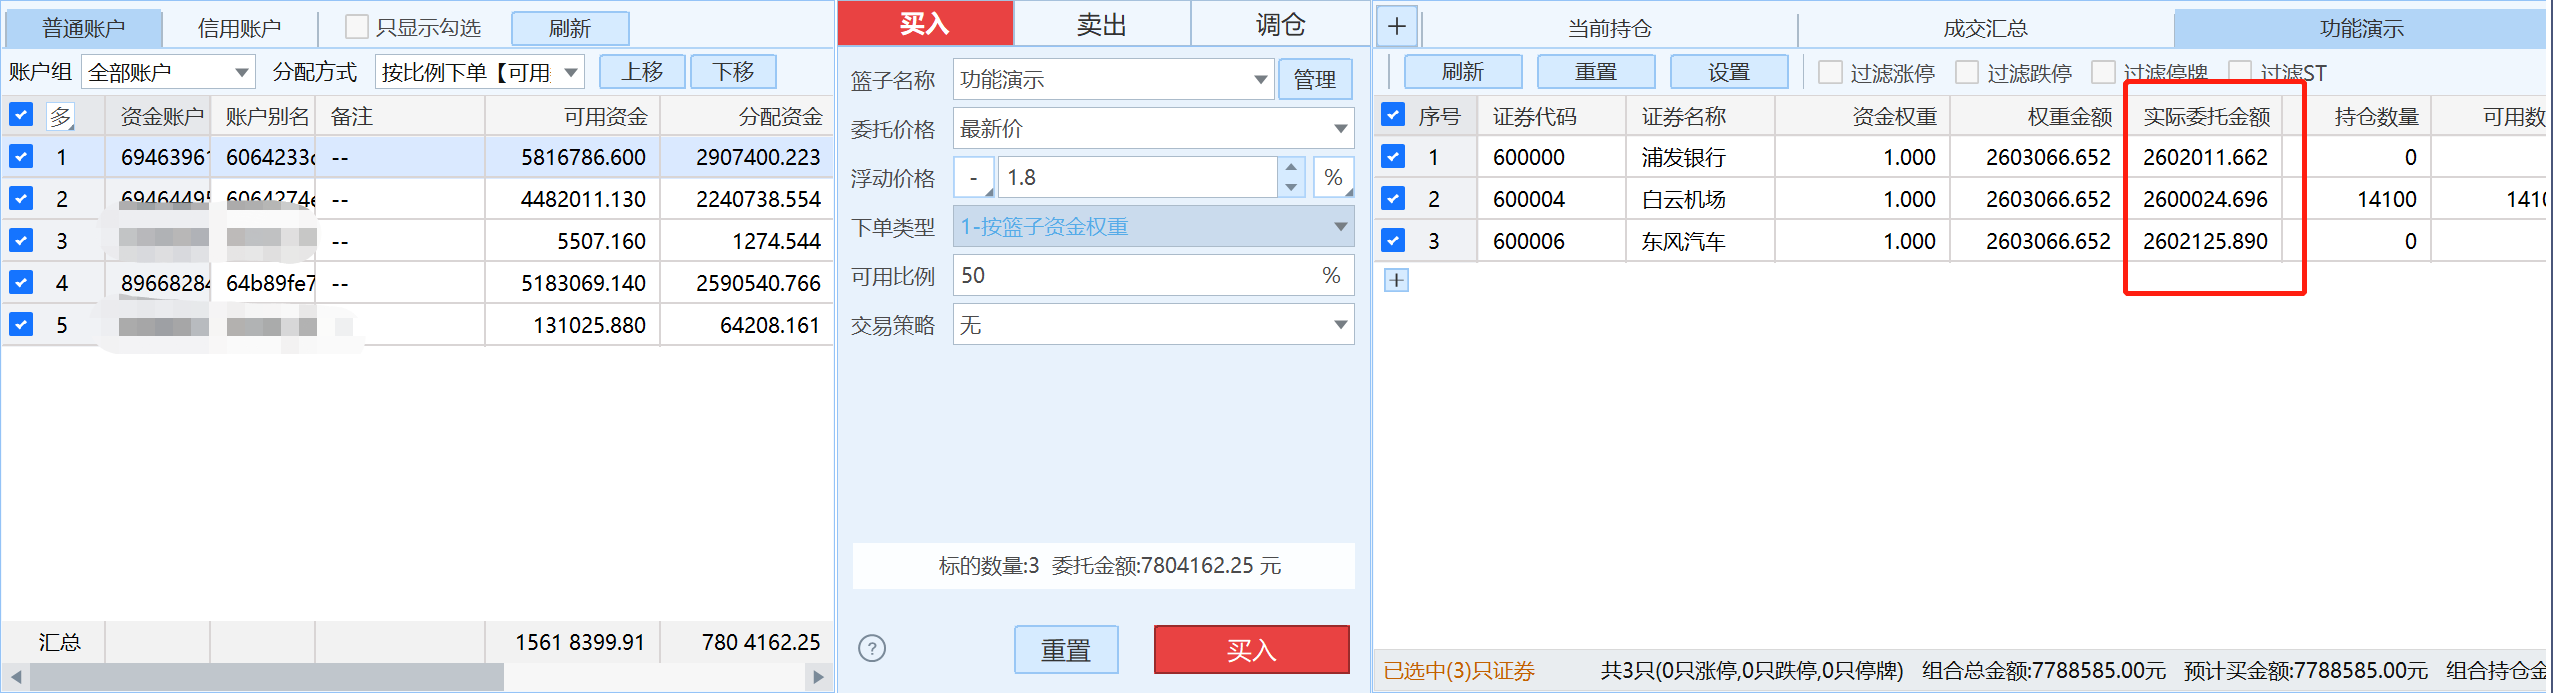 普通账户 信用账户 只显示勾选 刷新
账户组 全部账户 分配方式 按比例下单【可用 上移 下移
多 资金账户 账户别名 备注 可用资金 分配资金
1 6946396 6064233 -- 5816786.600 2907400.223
2 6946449 6064274 -- 4482011.130 2240738.554
3 -- 5507.160 1274.544
4 8966828 64b89fe7 -- 5183069.140 2590540.766
5 131025.880 64208.161
汇总 1561 8399.91 780 4162.25
买入 卖出 调仓
篮子名称 功能演示 管理
委托价格 最新价
浮动价格 - 1.8 %
下单类型 1-按篮子资金权重
可用比例 50 %
交易策略 无
标的数量:3 委托金额:7804162.25 元
? 重置 买入
+ 当前持仓 成交汇总 功能演示
刷新 重置 设置 过滤涨停 过滤跌停 过滤停牌 过滤ST
序号 证券代码 证券名称 资金权重 权重金额 实际委托金额 持仓数量 可用数
1 600000 浦发银行 1.000 2603066.652 2602011.662 0
2 600004 白云机场 1.000 2603066.652 2600024.696 14100 1410
3 600006 东风汽车 1.000 2603066.652 2602125.890 0
+
已选中(3)只证券 共3只(0只涨停,0只跌停,0只停牌) 组合总金额:7788585.00元 预计买金额:7788585.00元 组合持仓金